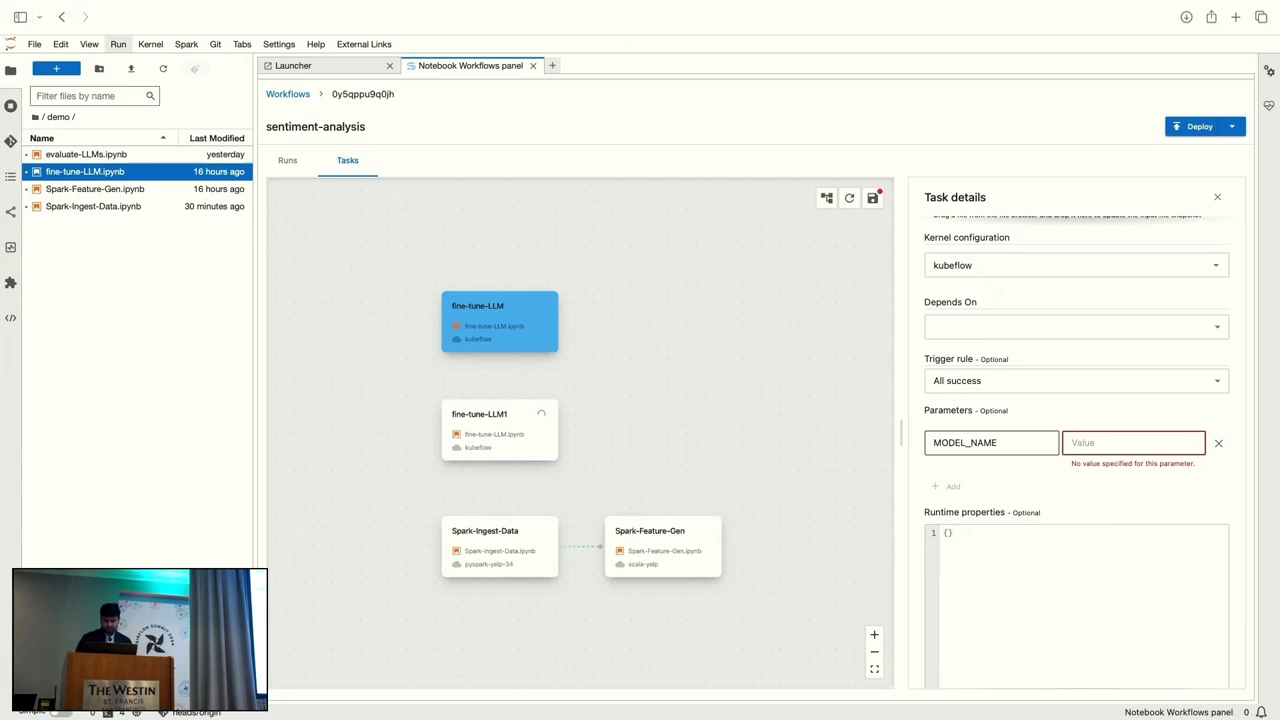 File Edit View Run Kernel Spark Git Tabs Settings Help External Links
Launcher
Notebook Workflows panel
Filter files by name
/ demo /
Name Last Modified
evaluate-LLMs.ipynb yesterday
fine-tune-LLM.ipynb 16 hours ago
Spark-Feature-Gen.ipynb 16 hours ago
Spark-Ingest-Data.ipynb 30 minutes ago
Workflows > 0y5qppu9q0jh
sentiment-analysis
Deploy
Runs Tasks
fine-tune-LLM
fine-tune-LLM.ipynb
kubeflow
fine-tune-LLM1
fine-tune-LLM.ipynb
kubeflow
Spark-Ingest-Data
Spark-Ingest-Data.ipynb
pyspark-yelp-34
Spark-Feature-Gen
Spark-Feature-Gen.ipynb
scala-yelp
Task details
Kernel configuration
kubeflow
Depends On
Trigger rule - Optional
All success
Parameters - Optional
MODEL_NAME Value
No value specified for this parameter.
+ Add
Runtime properties - Optional
1 {}
THE WESTIN
ST. FRANCIS
Simple 0 4 heads/origin
Notebook Workflows panel 0